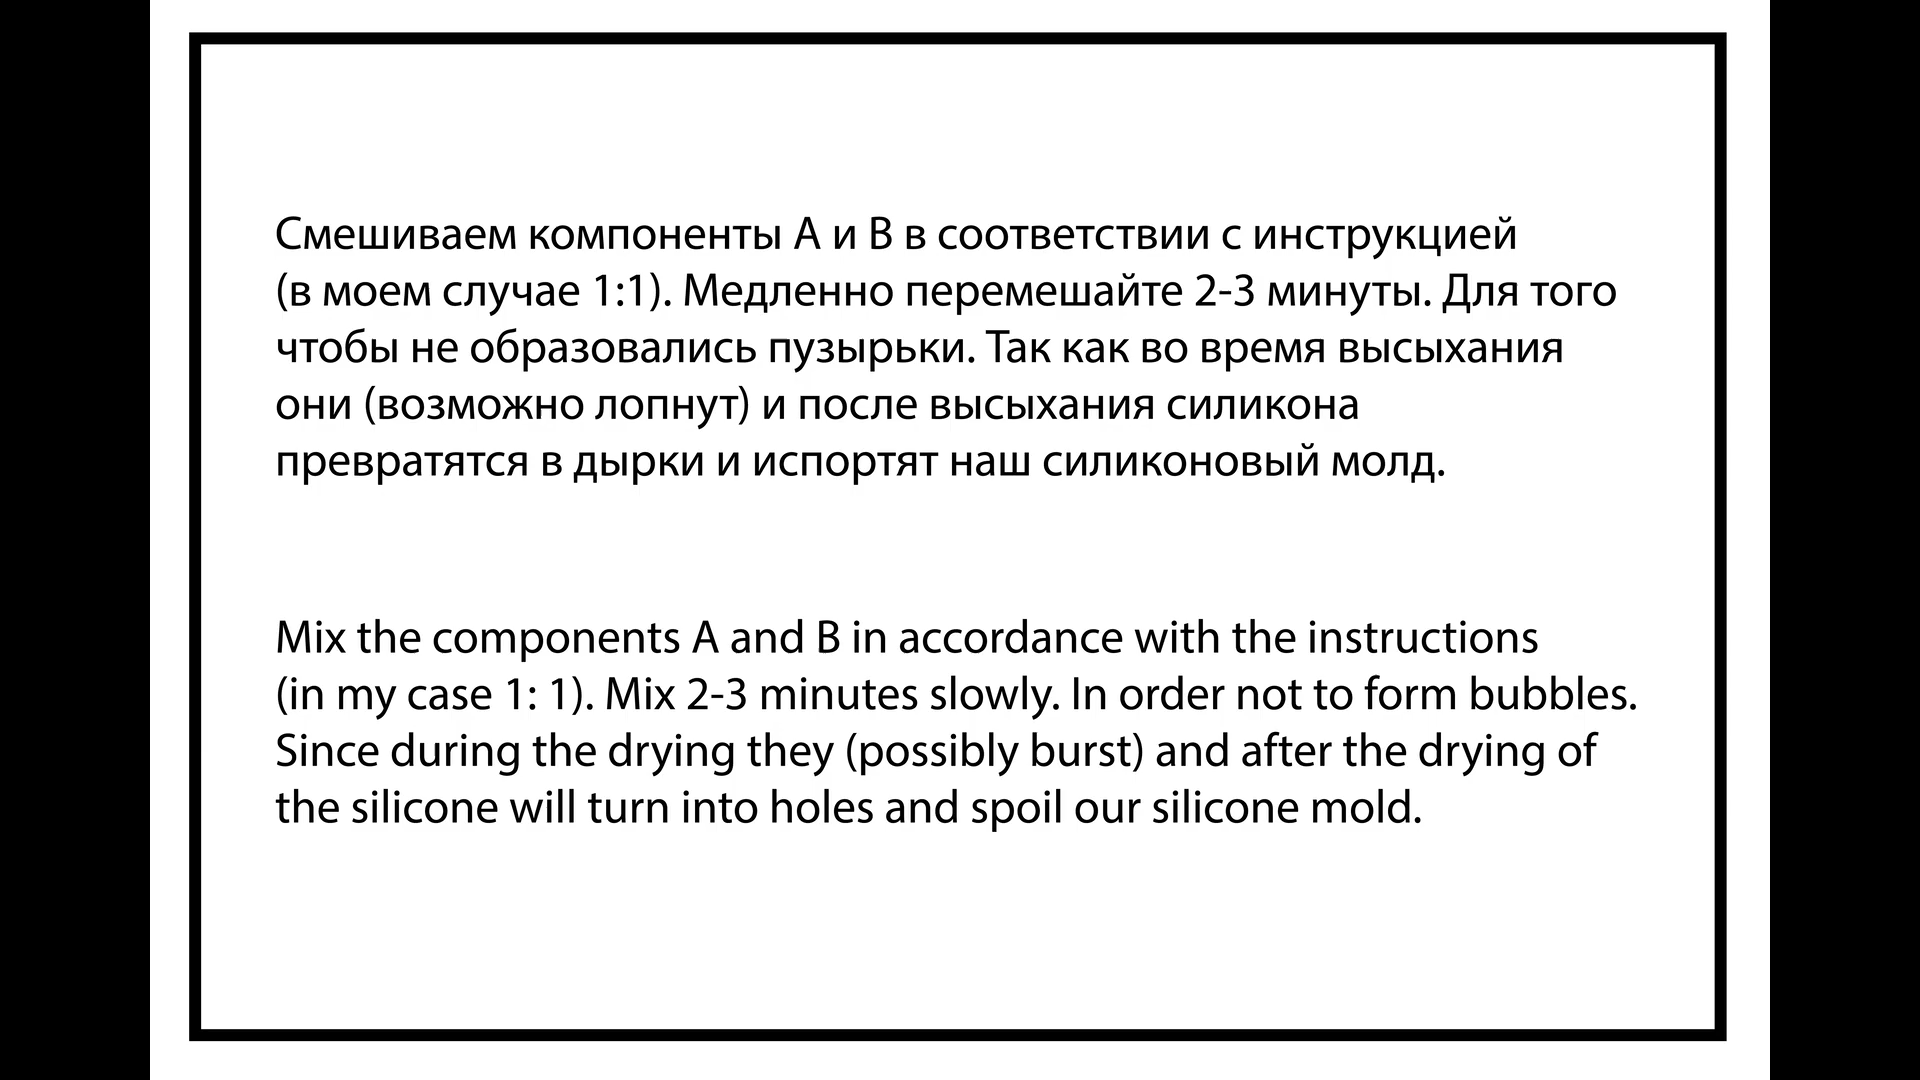 Смешиваем компоненты А и В в соответствии с инструкцией
(в моем случае 1:1). Медленно перемешайте 2-3 минуты. Для того
чтобы не образовались пузырьки. Так как во время высыхания
они (возможно лопнут) и после высыхания силикона
превратятся в дырки и испортят наш силиконовый молд.
Mix the components A and B in accordance with the instructions
(in my case 1: 1). Mix 2-3 minutes slowly. In order not to form bubbles.
Since during the drying they (possibly burst) and after the drying of
the silicone will turn into holes and spoil our silicone mold.